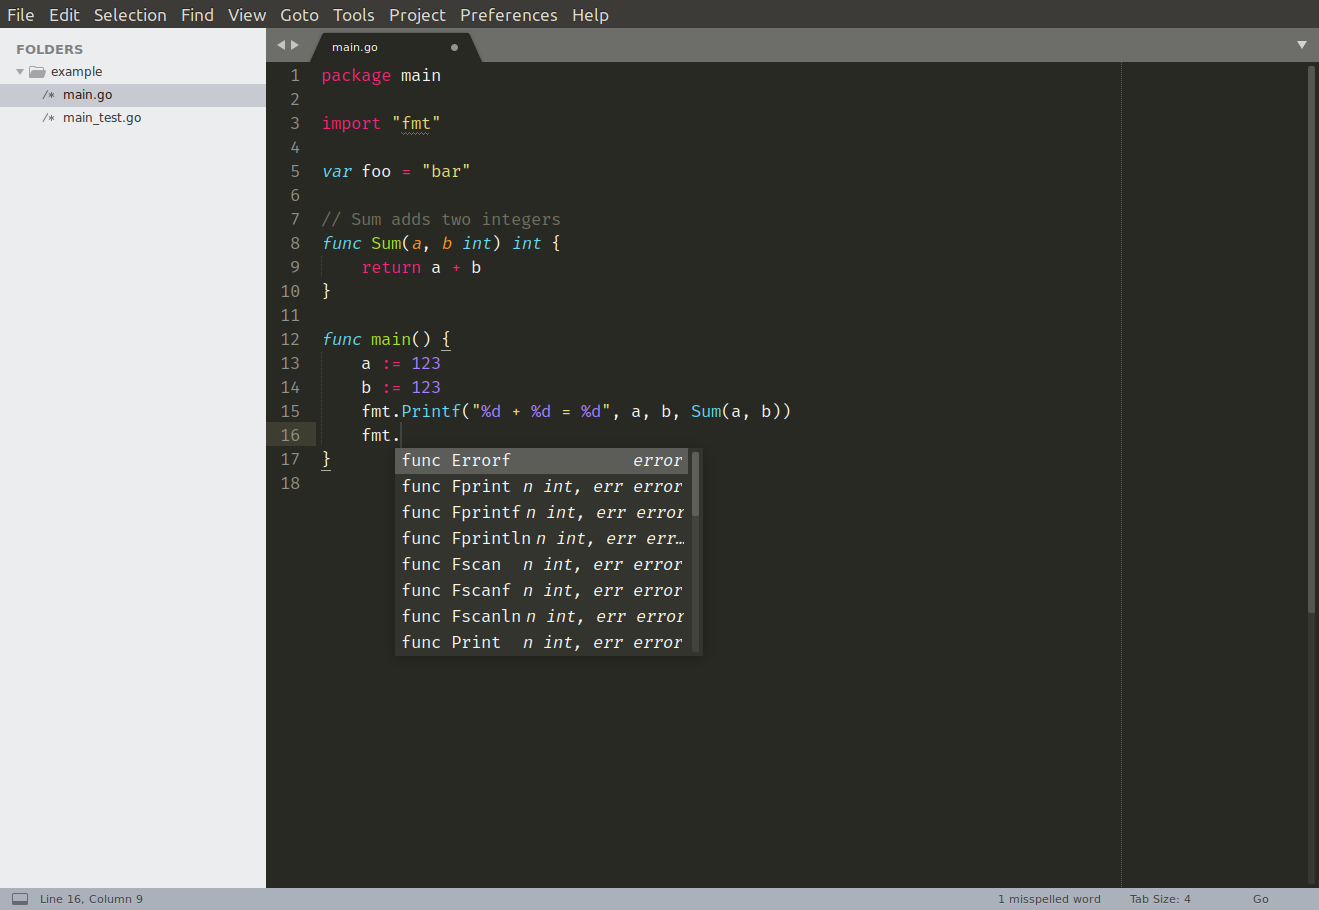 File Edit Selection Find View Goto Tools Project Preferences Help
FOLDERS
example
/* main.go
/* main_test.go
main.go
1 package main
2
3 import "fmt"
4
5 var foo = "bar"
6
7 // Sum adds two integers
8 func Sum(a, b int) int {
9 return a + b
10 }
11
12 func main() {
13 a := 123
14 b := 123
15 fmt.Printf("%d + %d = %d", a, b, Sum(a, b))
16 fmt.
17 }
18
func Errorf error
func Fprint n int, err error
func Fprintf n int, err error
func Fprintln n int, err err…
func Fscan n int, err error
func Fscanf n int, err error
func Fscanln n int, err error
func Print n int, err error
Line 16, Column 9 1 misspelled word Tab Size: 4 Go